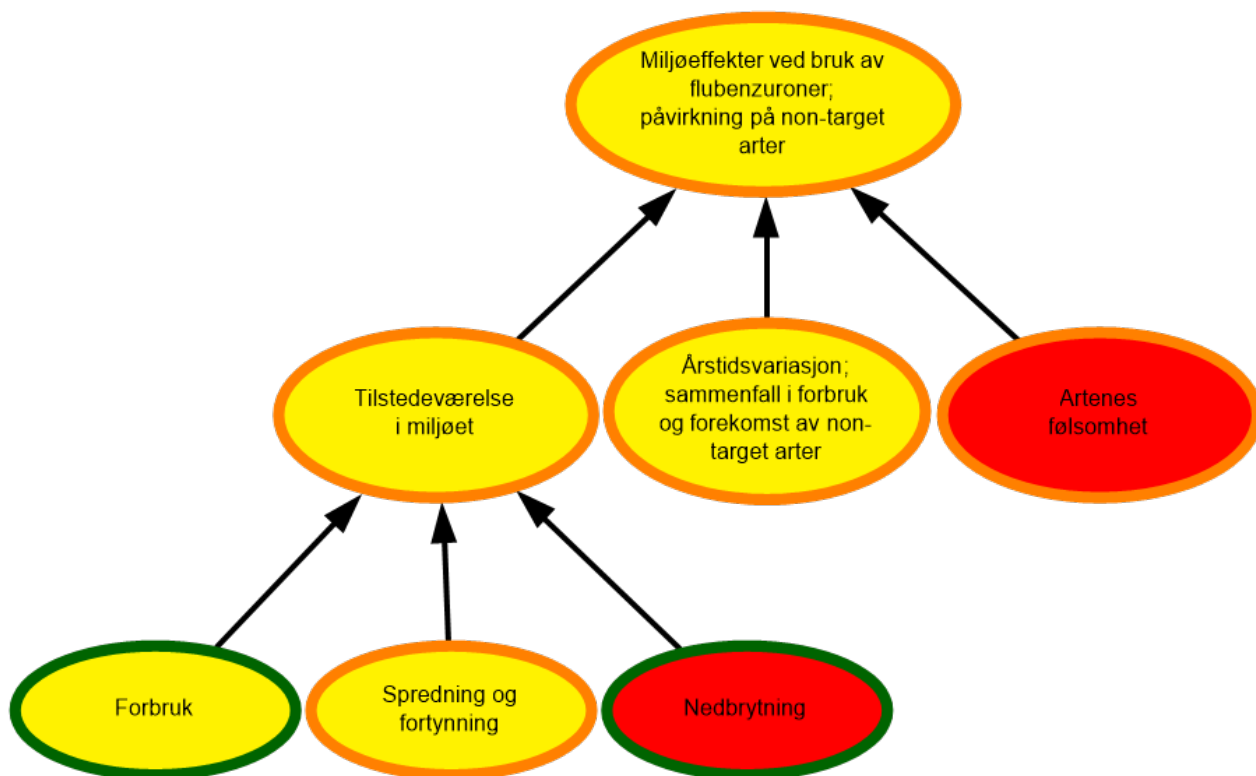 Miljøeffekter ved bruk av
flubenzuroner;
påvirkning på non-target
arter
Tilstedeværelse
i miljøet
Årstidsvariasjon;
sammenfall i forbruk
og forekomst av non-
target arter
Artenes
følsomhet
Forbruk
Spredning og
fortynning
Nedbrytning